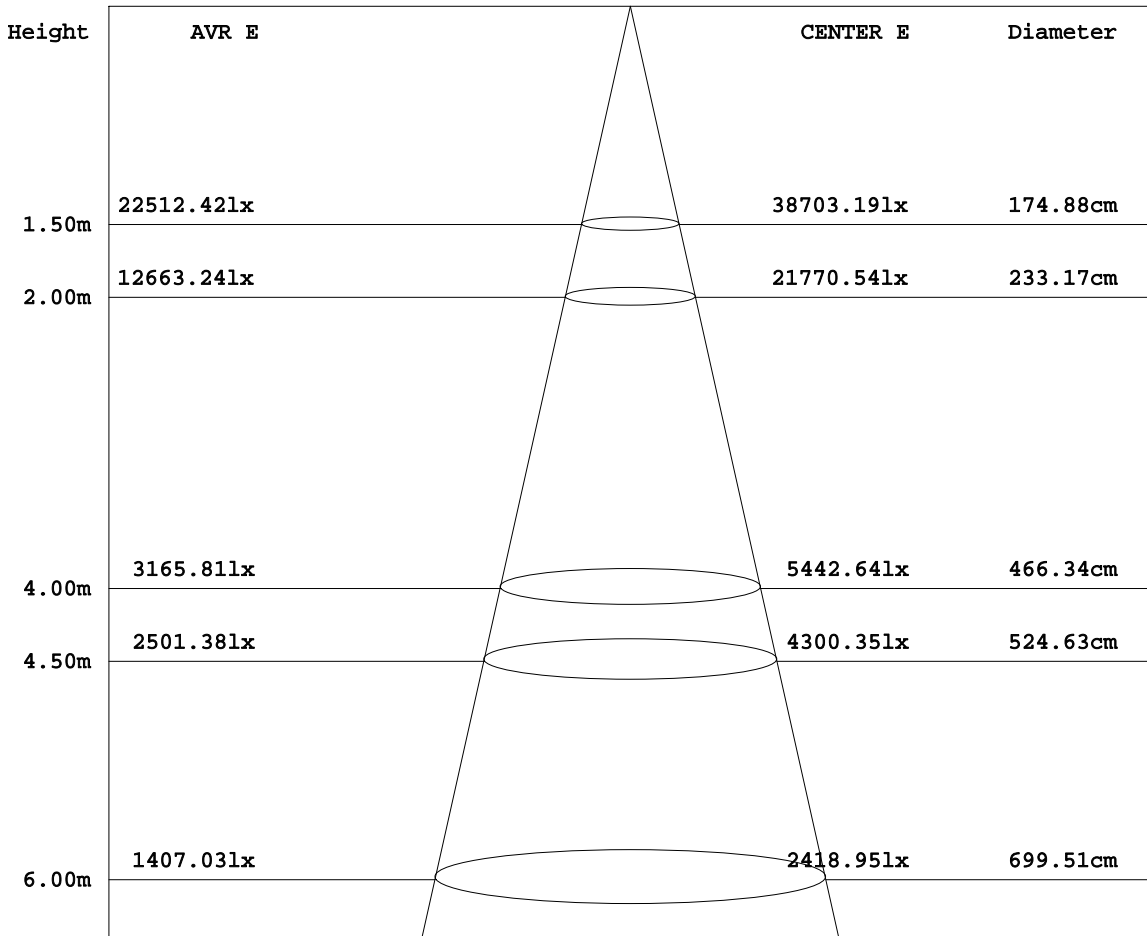 Height AVR E CENTER E Diameter
22512.42lx 38703.19lx 174.88cm
1.50m
12663.24lx 21770.54lx 233.17cm
2.00m
3165.81lx 5442.64lx 466.34cm
4.00m
2501.38lx 4300.35lx 524.63cm
4.50m
1407.03lx 2418.95lx 699.51cm
6.00m